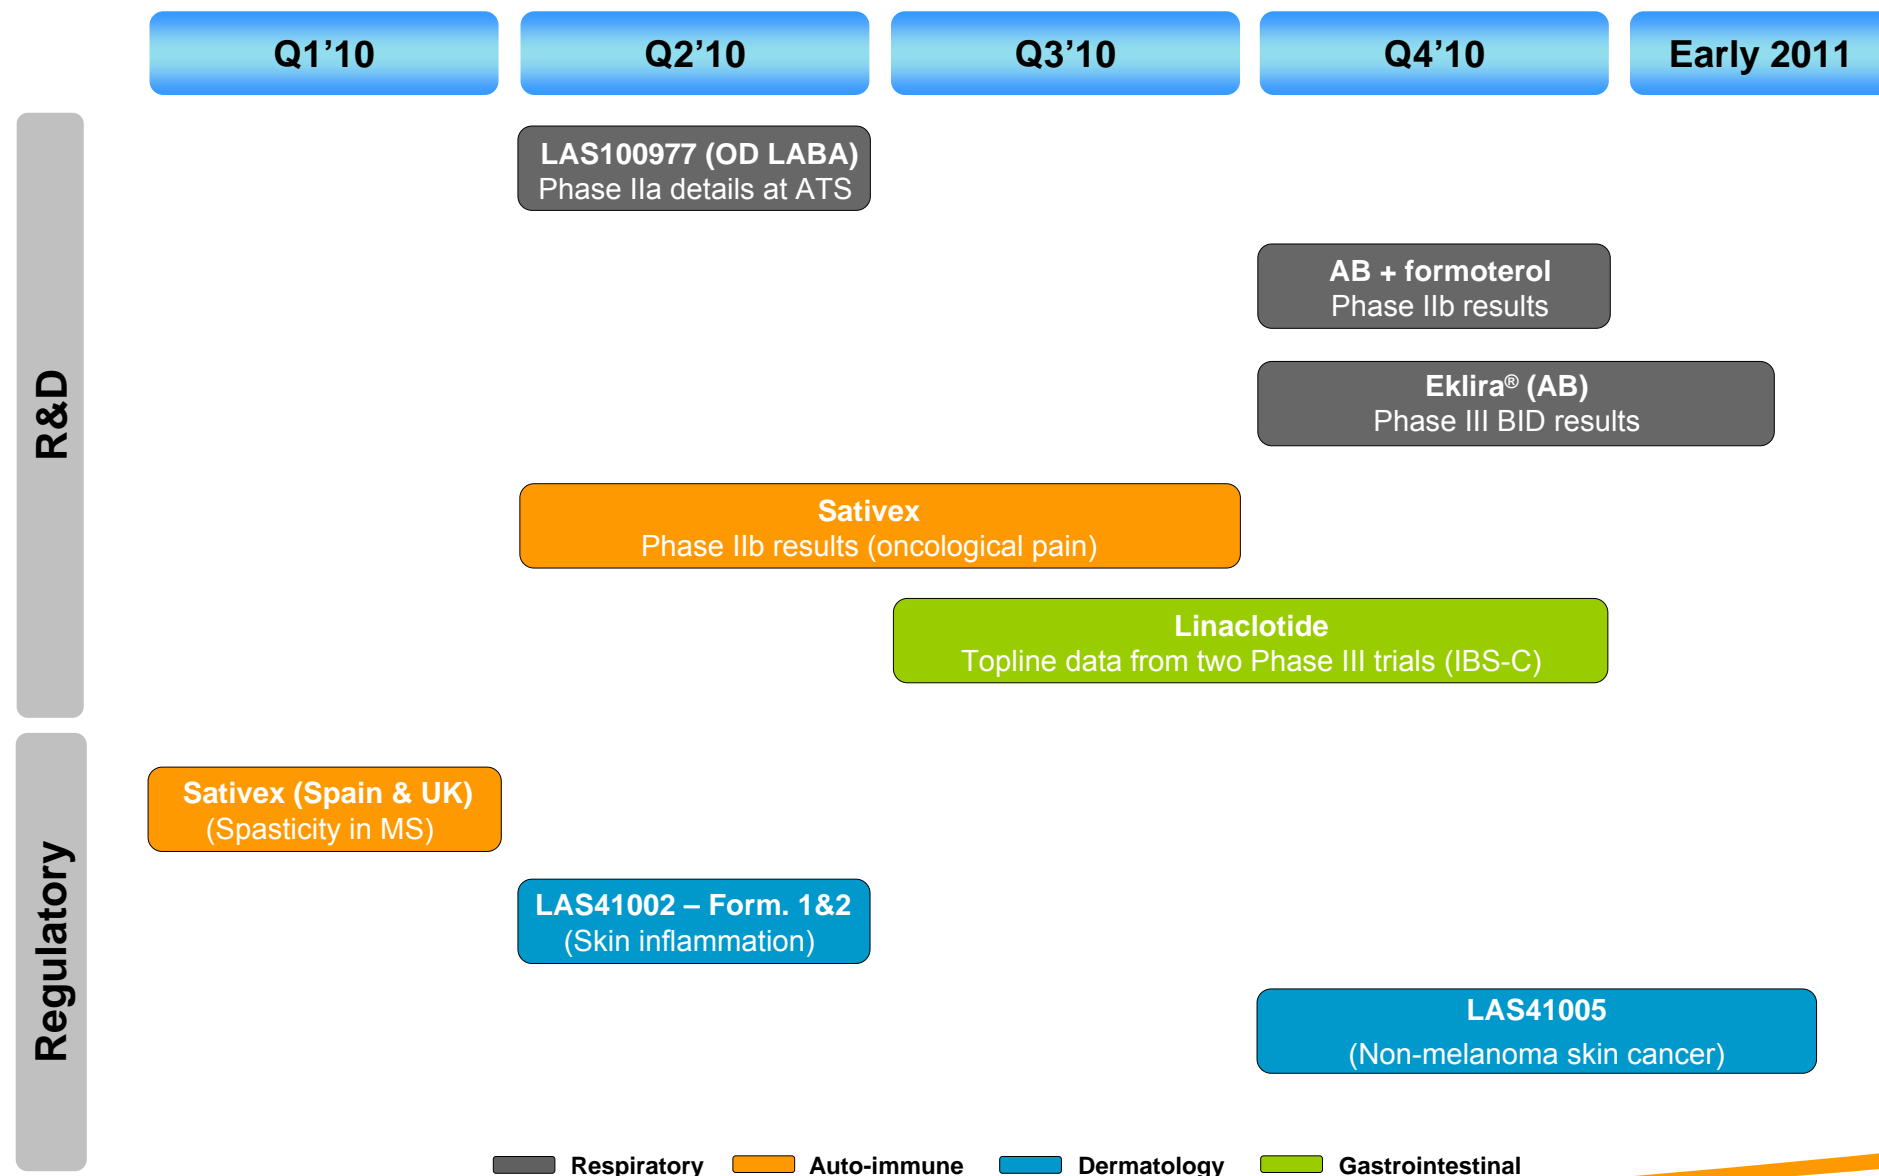 Q1’10
Q2’10
Q3’10
Q4’10
Early 2011
R&D
LAS100977 (OD LABA)
Phase IIa details at ATS
AB + formoterol
Phase IIb results
Eklira® (AB)
Phase III BID results
Sativex
Phase IIb results (oncological pain)
Linaclotide
Topline data from two Phase III trials (IBS-C)
Regulatory
Sativex (Spain & UK)
(Spasticity in MS)
LAS41002 – Form. 1&2
(Skin inflammation)
LAS41005
(Non-melanoma skin cancer)
Respiratory
Auto-immune
Dermatology
Gastrointestinal